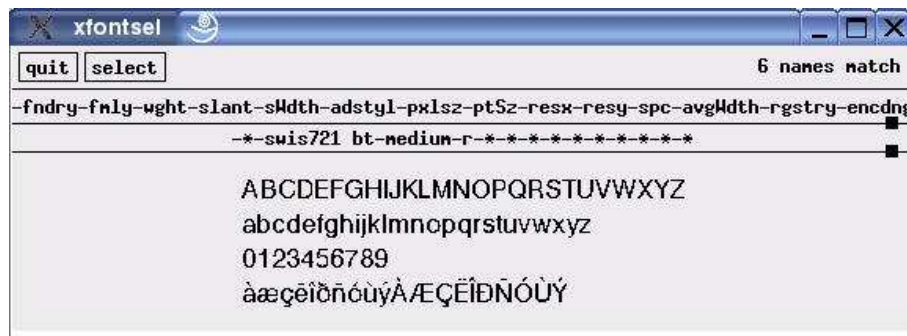 xfontsel
quit select 6 names match
-fndry-fmly-wght-slant-sWdth-adstyl-pxlsz-ptSz-resx-resy-spc-avgWdth-rgstry-encdng
-*-swis721 bt-medium-r-*-*-*-*-*-*-*-*-*-*
ABCDEFGHIJKLMNOPQRSTUVWXYZ
abcdefghijklmnopqrstuvwxyz
0123456789
àæçëîðñóùýÀÆÇËÎÐÑÓÙÝ